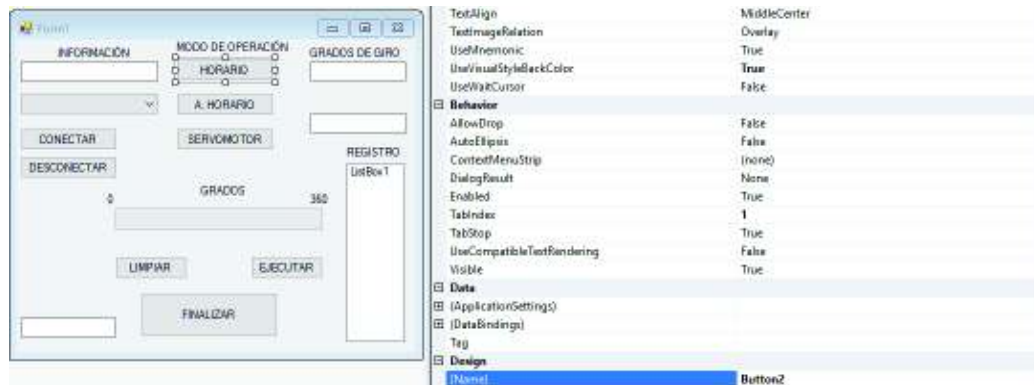 Form1
INFORMACIÓN
MODO DE OPERACIÓN
GRADOS DE GIRO
HORARIO
A. HORARIO
CONECTAR
SERVOMOTOR
DESCONECTAR
REGISTRO
ListBox1
GRADOS
0
360
LIMPIAR
EJECUTAR
FINALIZAR
TextAlign MiddleCenter
TextImageRelation Overlay
UseMnemonic True
UseVisualStyleBackColor True
UseWaitCursor False
Behavior
AllowDrop False
AutoEllipsis False
ContextMenuStrip (none)
DialogResult None
Enabled True
TabIndex 1
TabStop True
UseCompatibleTextRendering False
Visible True
Data
(ApplicationSettings)
(DataBindings)
Tag
Design
(Name) Button2